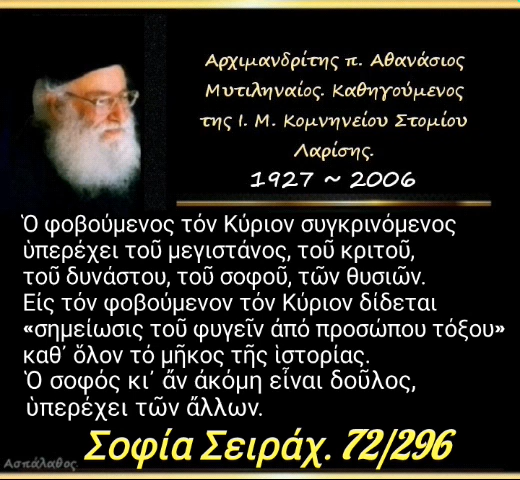 Αρχιμανδρίτης π. Αθανάσιος
Μυτιληναίος. Καθηγούμενος
της Ι. Μ. Κομνηνείου Στομίου
Λαρίσης.
1927 ~ 2006
Ὁ φοβούμενος τόν Κύριον συγκρινόμενος
ὑπερέχει τοῦ μεγιστάνος, τοῦ κριτοῦ,
τοῦ δυνάστου, τοῦ σοφοῦ, τῶν θυσιῶν.
Είς τόν φοβούμενον τόν Κύριον δίδεται
«σημείωσις τοῦ φυγεῖν ἀπό προσώπου τόξου»
καθ᾽ ὅλον τό μῆκος τῆς ἱστορίας.
Ὁ σοφός κι᾽ ἄν ἀκόμη εἶναι δοῦλος,
ὑπερέχει τῶν ἄλλων.
Σοφία Σειράχ. 72/296
Ασπάλαθος